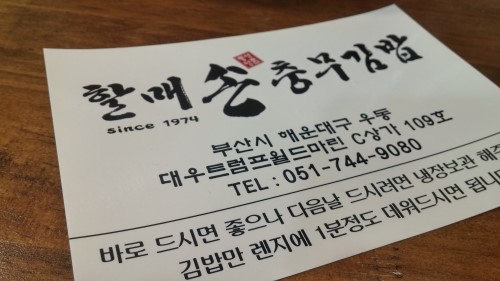 할매손충무김밥
since 1974
부산시 해운대구 우동
대우트럼프월드마린 C상가 109호
TEL : 051-744-9080
바로 드시면 좋으나 다음날 드시려면 냉장보관 해주
김밥만 렌지에 1분정도 데워드시면 됩니다